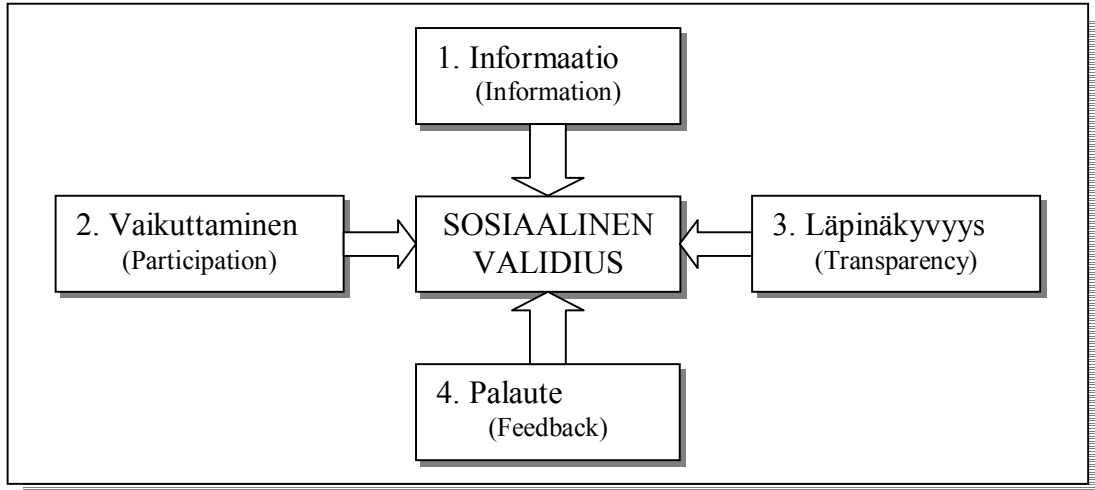 1. Informaatio
(Information)
2. Vaikuttaminen
(Participation)
SOSIAALINEN
VALIDIUS
3. Läpinäkyvyys
(Transparency)
4. Palaute
(Feedback)